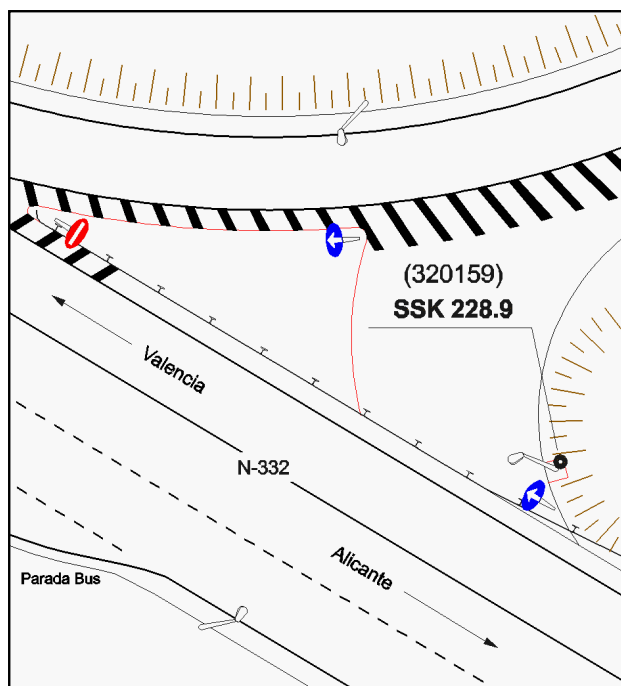 (320159)
SSK 228.9
Valencia
N-332
Alicante
Parada Bus